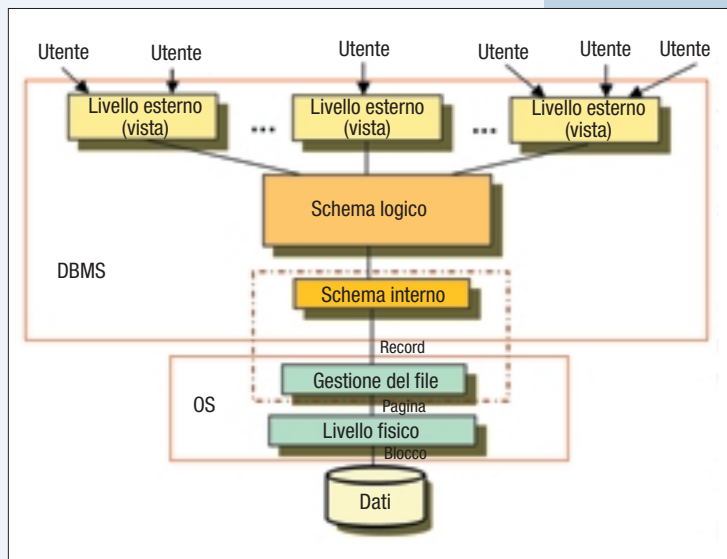 Utente Utente Utente Utente Utente Utente
Livello esterno
(vista)
...
Livello esterno
(vista)
...
Livello esterno
(vista)
Schema logico
DBMS
Schema interno
Record
Gestione del file
OS
Pagina
Livello fisico
Blocco
Dati